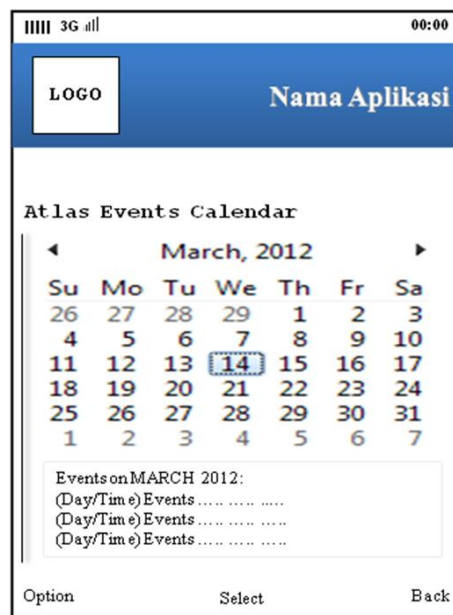 3G 00:00
LOGO
Nama Aplikasi
Atlas Events Calendar
March, 2012
Su Mo Tu We Th Fr Sa
26 27 28 29 1 2 3
4 5 6 7 8 9 10
11 12 13 14 15 16 17
18 19 20 21 22 23 24
25 26 27 28 29 30 31
1 2 3 4 5 6 7
Events on MARCH 2012:
(Day/Time) Events ..... ..... .....
(Day/Time) Events ..... ..... .....
(Day/Time) Events ..... ..... .....
Option Select Back